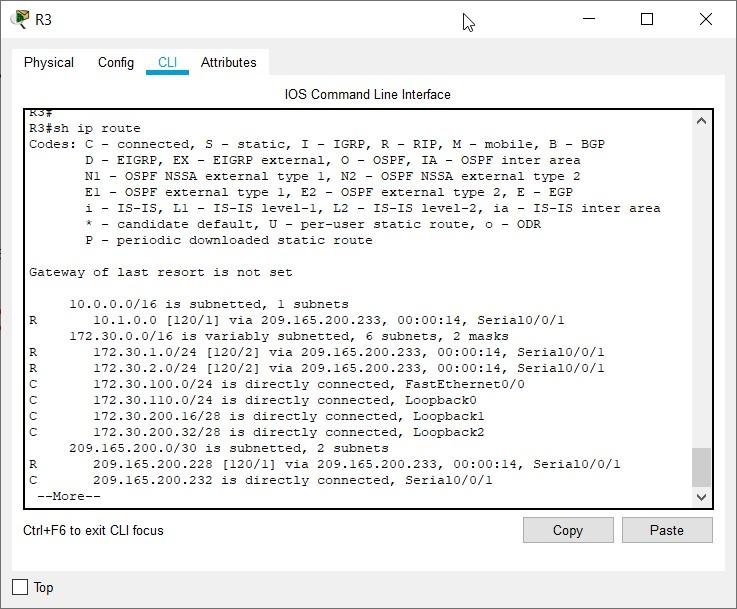 R3
Physical Config CLI Attributes
IOS Command Line Interface
R3#
R3#sh ip route
Codes: C - connected, S - static, I - IGRP, R - RIP, M - mobile, B - BGP
D - EIGRP, EX - EIGRP external, O - OSPF, IA - OSPF inter area
N1 - OSPF NSSA external type 1, N2 - OSPF NSSA external type 2
E1 - OSPF external type 1, E2 - OSPF external type 2, E - EGP
i - IS-IS, L1 - IS-IS level-1, L2 - IS-IS level-2, ia - IS-IS inter area
* - candidate default, U - per-user static route, o - ODR
P - periodic downloaded static route
Gateway of last resort is not set
10.0.0.0/16 is subnetted, 1 subnets
R 10.1.0.0 [120/1] via 209.165.200.233, 00:00:14, Serial0/0/1
172.30.0.0/16 is variably subnetted, 6 subnets, 2 masks
R 172.30.1.0/24 [120/2] via 209.165.200.233, 00:00:14, Serial0/0/1
R 172.30.2.0/24 [120/2] via 209.165.200.233, 00:00:14, Serial0/0/1
C 172.30.100.0/24 is directly connected, FastEthernet0/0
C 172.30.110.0/24 is directly connected, Loopback0
C 172.30.200.16/28 is directly connected, Loopback1
C 172.30.200.32/28 is directly connected, Loopback2
209.165.200.0/30 is subnetted, 2 subnets
R 209.165.200.228 [120/1] via 209.165.200.233, 00:00:14, Serial0/0/1
C 209.165.200.232 is directly connected, Serial0/0/1
--More--
Ctrl+F6 to exit CLI focus Copy Paste
Top